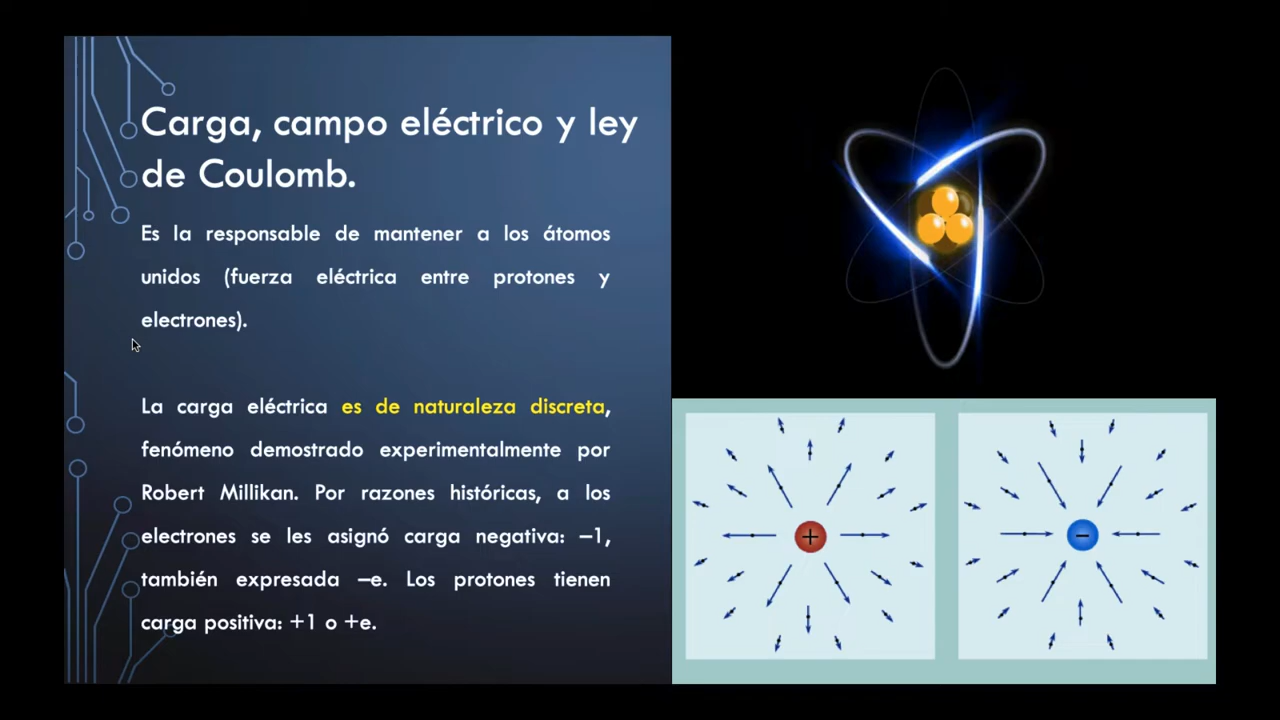 Carga, campo eléctrico y ley
de Coulomb.
Es la responsable de mantener a los átomos
unidos (fuerza eléctrica entre protones y
electrones).
La carga eléctrica es de naturaleza discreta,
fenómeno demostrado experimentalmente por
Robert Millikan. Por razones históricas, a los
electrones se les asignó carga negativa: –1,
también expresada –e. Los protones tienen
carga positiva: +1 o +e.
+
–